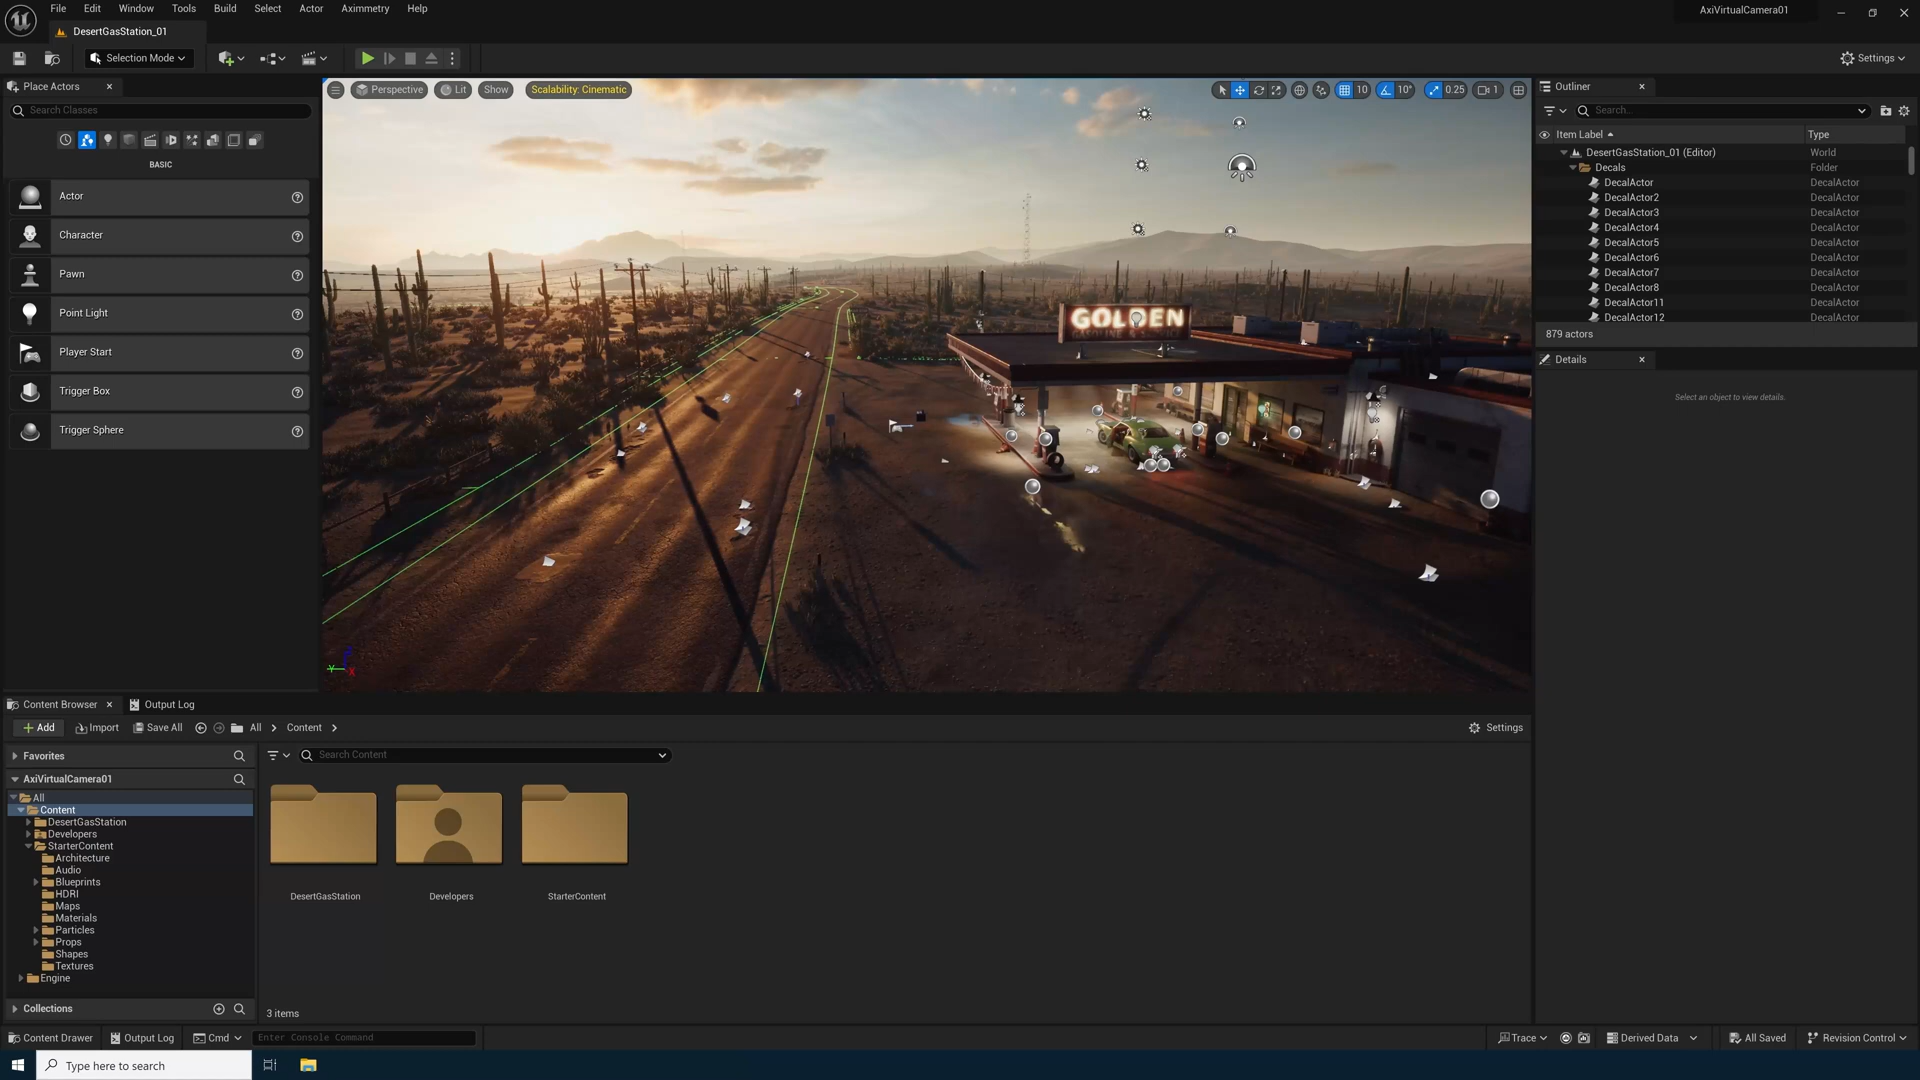 File Edit Window Tools Build Select Actor Aximmetry Help
AxiVirtualCamera01
DesertGasStation_01
Selection Mode
Settings
Place Actors
Search Classes
BASIC
Actor
Character
Pawn
Point Light
Player Start
Trigger Box
Trigger Sphere
Perspective Lit Show Scalability: Cinematic
10 10° 0.25 1
GOLDEN
Outliner
Search...
Item Label Type
DesertGasStation_01 (Editor) World
Decals Folder
DecalActor DecalActor
DecalActor2 DecalActor
DecalActor3 DecalActor
DecalActor4 DecalActor
DecalActor5 DecalActor
DecalActor6 DecalActor
DecalActor7 DecalActor
DecalActor8 DecalActor
DecalActor11 DecalActor
DecalActor12 DecalActor
879 actors
Details
Select an object to view details.
Content Browser Output Log
Add Import Save All All Content Settings
Favorites
Search Content
AxiVirtualCamera01
All
Content
DesertGasStation
Developers
StarterContent
Architecture
Audio
Blueprints
HDRI
Maps
Materials
Particles
Props
Shapes
Textures
Engine
Collections
DesertGasStation Developers StarterContent
3 items
Content Drawer Output Log Cmd Enter Console Command Trace Derived Data All Saved Revision Control
Type here to search